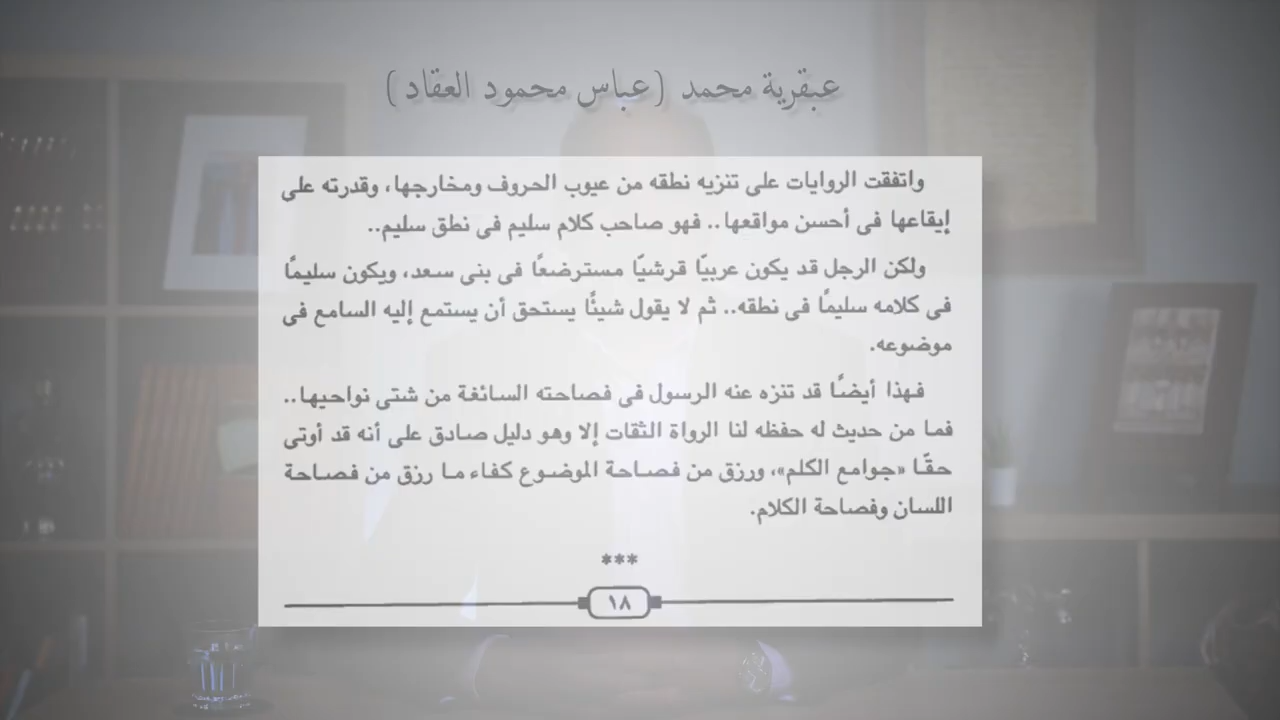 عبقرية محمد (عباس محمود العقاد )
واتفقت الروايات على تنزيه نطقه من عيوب الحروف ومخارجها، وقدرته على
إيقاعها فى أحسن مواقعها.. فهو صاحب كلام سليم فى نطق سليم..
ولكن الرجل قد يكون عربيّا قرشيّا مسترضعًا فى بنى سعد، ويكون سليمًا
فى كلامه سليمًا فى نطقه.. ثم لا يقول شيئًا يستحق أن يستمع إليه السامع فى
موضوعه.
فهذا أيضًا قد تنزه عنه الرسول فى فصاحته السائغة من شتى نواحيها..
فما من حديث له حفظه لنا الرواة الثقات إلا وهو دليل صادق على أنه قد أوتى
حقّا «جوامع الكلم»، ورزق من فصاحة الموضوع كفاء ما رزق من فصاحة
اللسان وفصاحة الكلام.
***
١٨